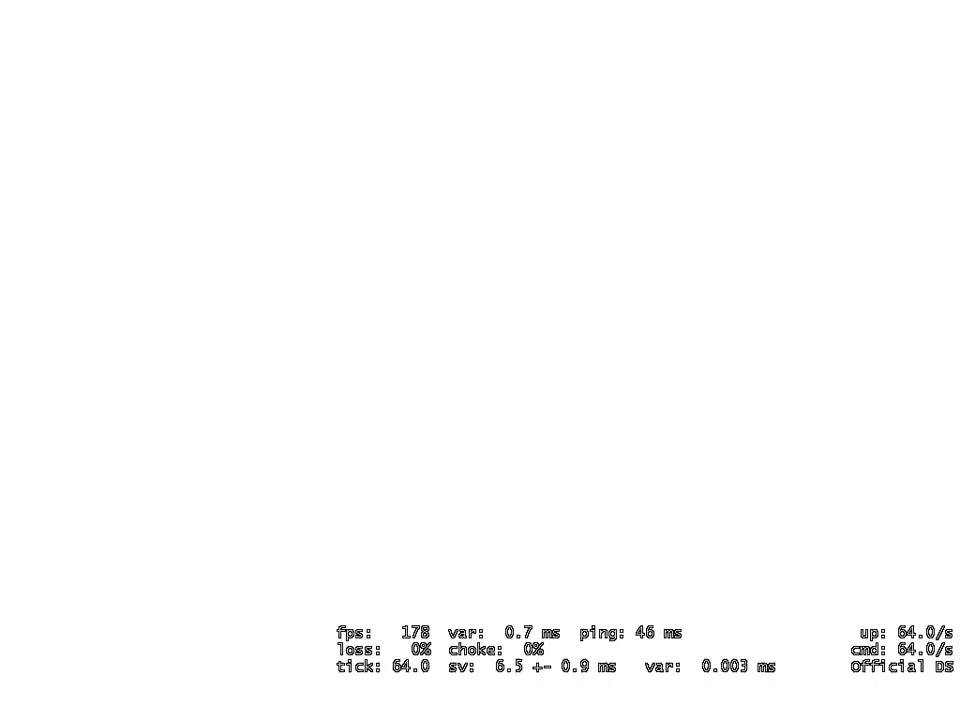 fps: 178 var: 0.7 ms ping: 46 ms up: 64.0/s
loss: 0% choke: 0% cmd: 64.0/s
tick: 64.0 sv: 6.5 +- 0.9 ms var: 0.003 ms Official DS